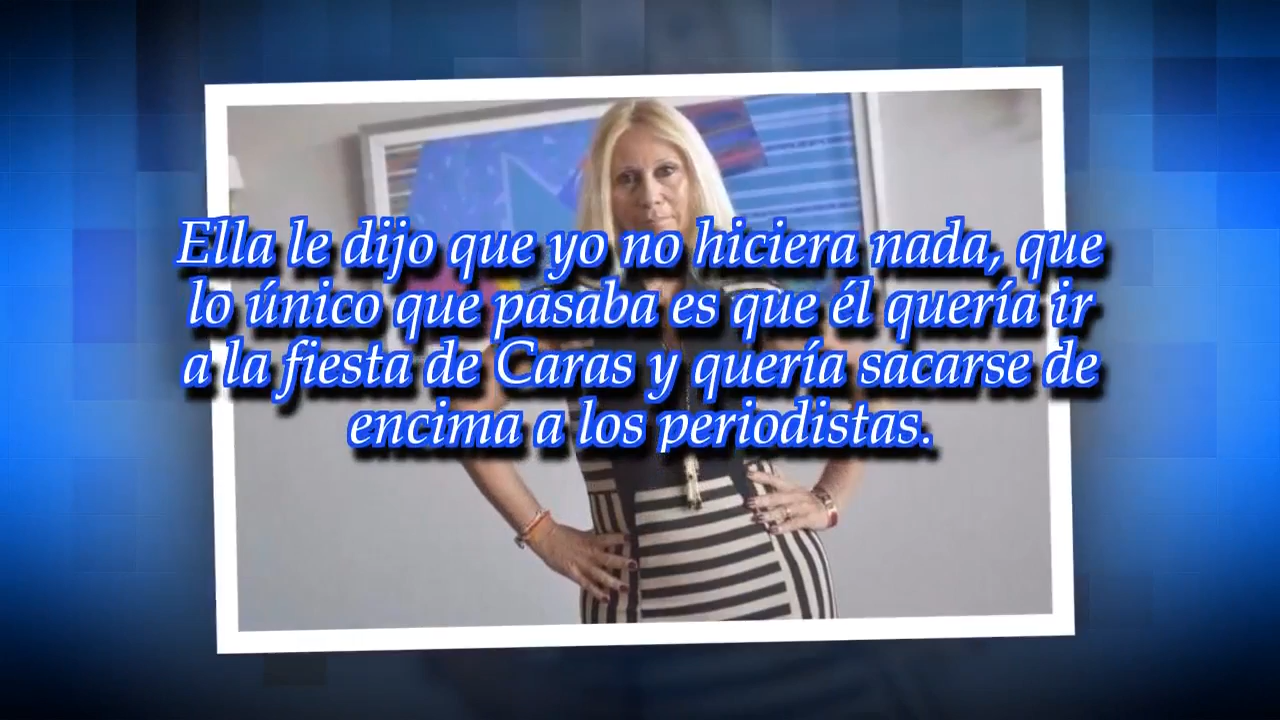 Ella le dijo que yo no hiciera nada, que
lo único que pasaba es que él quería ir
a la fiesta de Caras y quería sacarse de
encima a los periodistas.